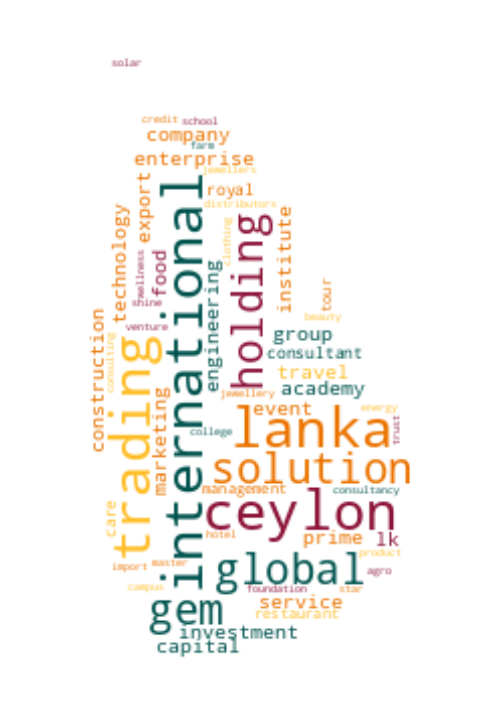 solar
credit
school
company
farm
enterprise
jewellers
royal
distributors
export
technology
wellness
food
shine
international
clothing
holding
institute
tour
beauty
venture
engineering
group
consultant
construction
consulting
trading
travel
academy
marketing
jewellery
event
energy
college
lanka
trust
solution
management
consultancy
care
ceylon
hotel
prime
lk
product
import
master
global
agro
campus
foundation
star
gem
service
restaurant
investment
capital